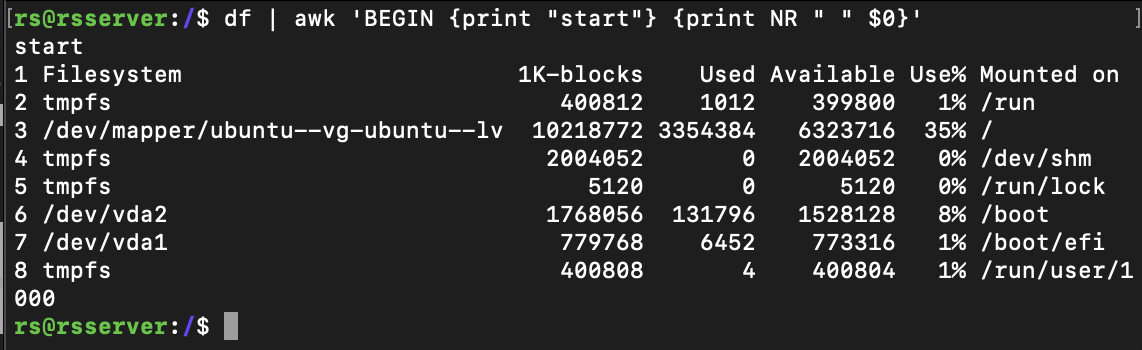 [rs@rsserver:/$ df | awk 'BEGIN {print "start"} {print NR " " $0}' ]
start
1 Filesystem                        1K-blocks    Used Available Use% Mounted on
2 tmpfs                                400812    1012    399800   1% /run
3 /dev/mapper/ubuntu--vg-ubuntu--lv  10218772 3354384   6323716  35% /
4 tmpfs                               2004052       0   2004052   0% /dev/shm
5 tmpfs                                  5120       0      5120   0% /run/lock
6 /dev/vda2                           1768056  131796   1528128   8% /boot
7 /dev/vda1                            779768    6452    773316   1% /boot/efi
8 tmpfs                                400808       4    400804   1% /run/user/1
000
rs@rsserver:/$